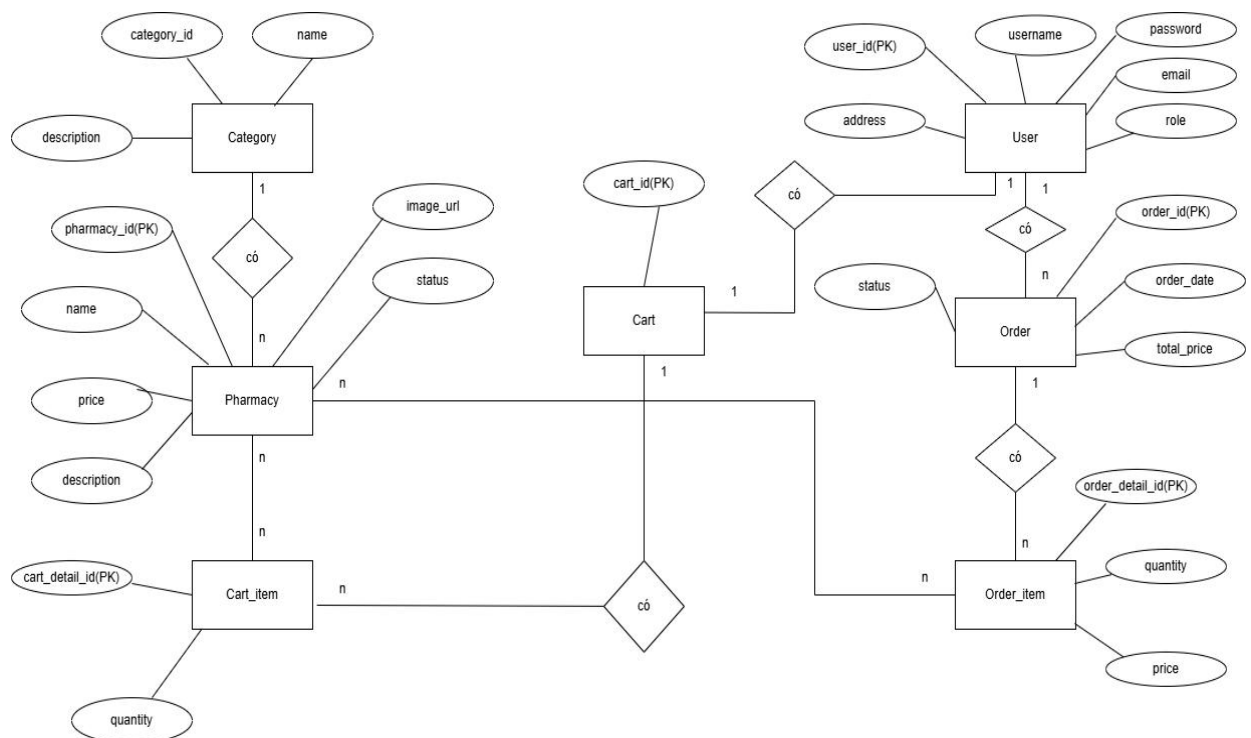 category_id
name
username
password
user_id(PK)
email
address
role
description
Category
User
cart_id(PK)
có
1
1
1
image_url
order_id(PK)
pharmacy_id(PK)
có
có
n
status
order_date
status
1
name
Cart
Order
n
total_price
1
1
n
price
Pharmacy
có
n
description
order_detail_id(PK)
n
n
cart_detail_id(PK)
n
n
quantity
Cart_item
có
Order_item
price
quantity